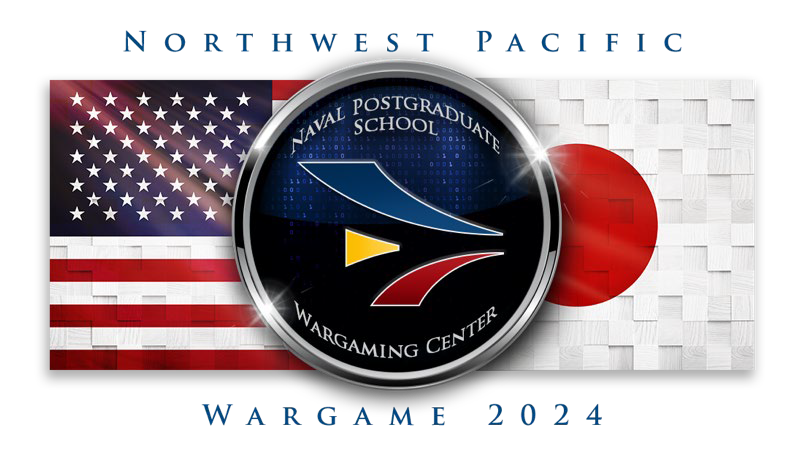 NORTHWEST PACIFIC
NAVAL POSTGRADUATE
SCHOOL
WARGAMING CENTER
WARGAME 2024